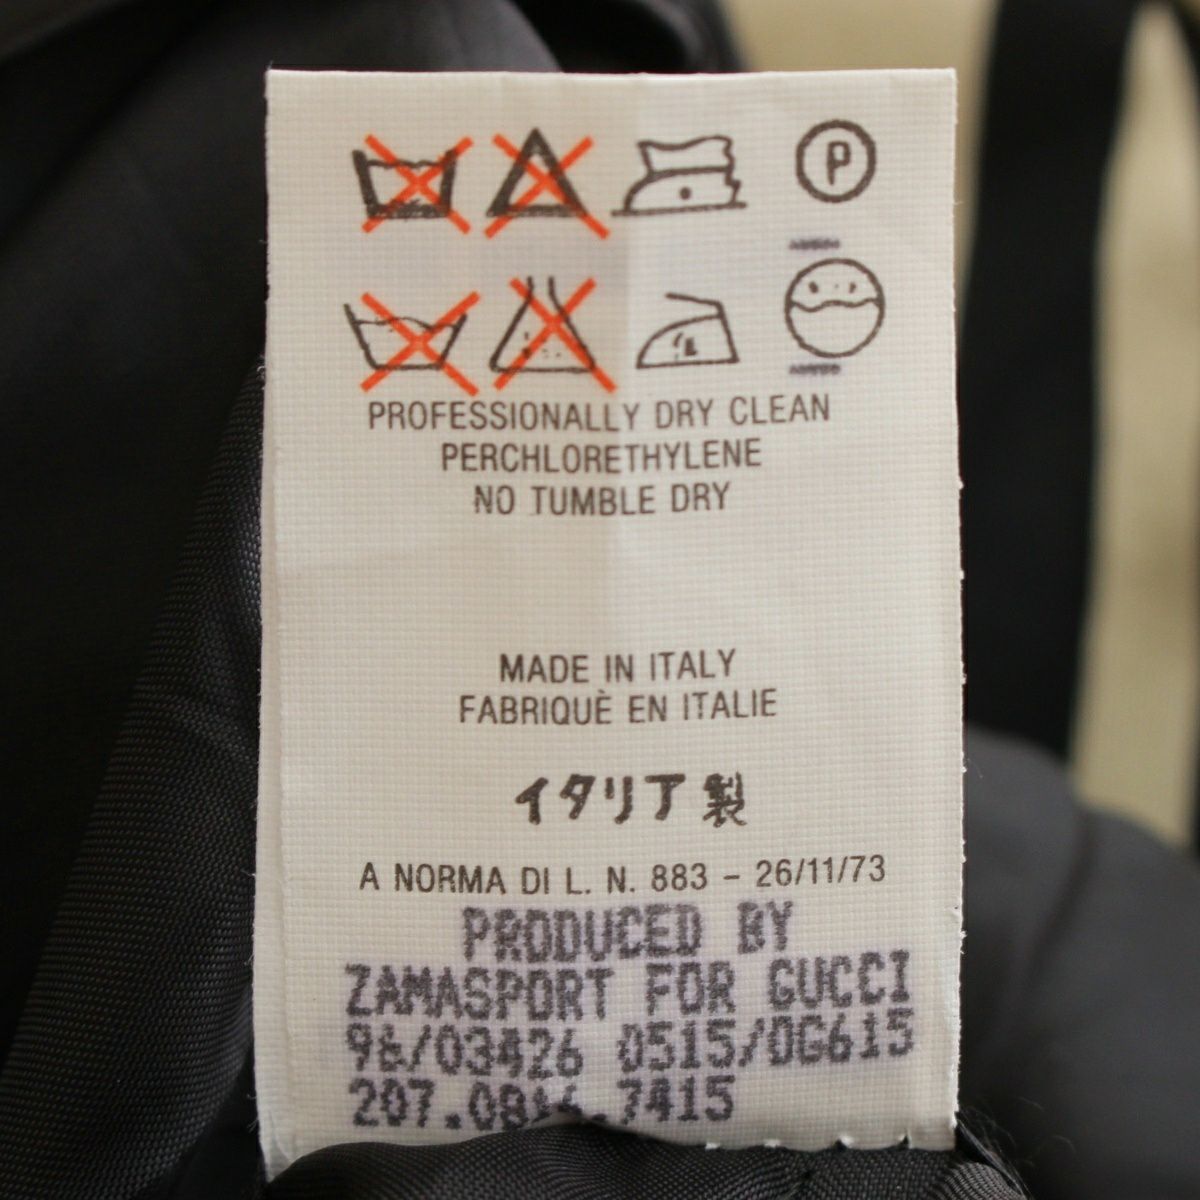 P
PROFESSIONALLY DRY CLEAN
PERCHLORETHYLENE
NO TUMBLE DRY
MADE IN ITALY
FABRIQUÈ EN ITALIE
イタリア製
A NORMA DI L. N. 883 - 26/11/73
PRODUCED BY
ZAMASPORT FOR GUCCI
96/03426 0515/0G615
7415